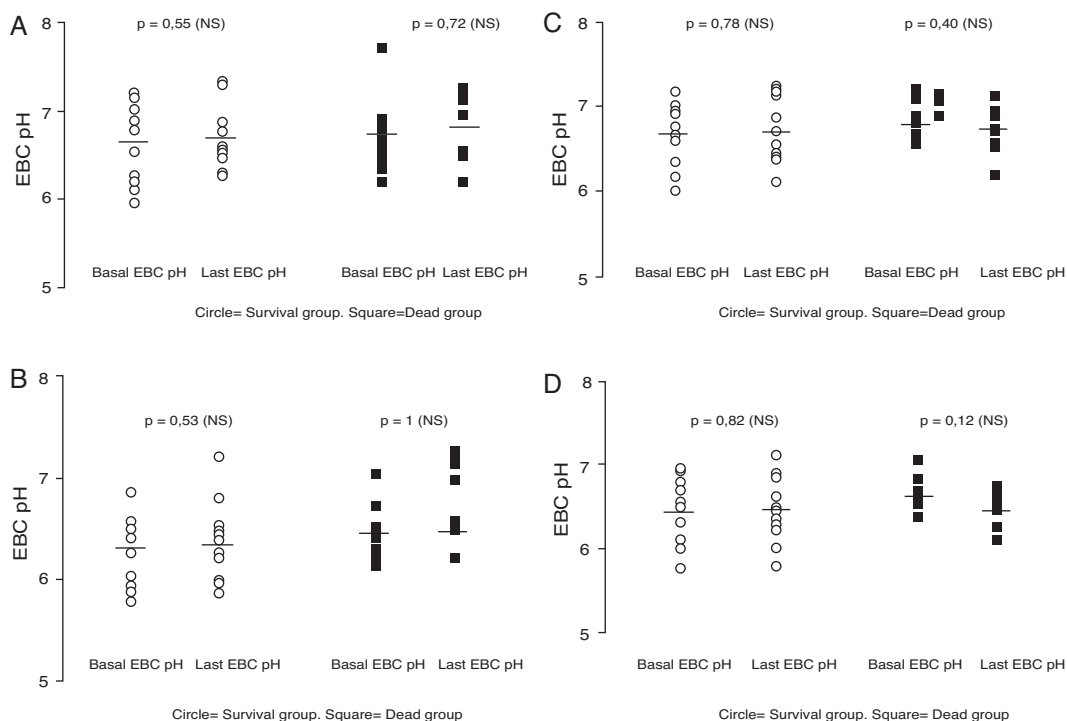 A
p = 0,55 (NS)
p = 0,72 (NS)
8
7
6
5
EBC pH
Basal EBC pH
Last EBC pH
Basal EBC pH
Last EBC pH
Circle= Survival group. Square=Dead group
C
p = 0,78 (NS)
p = 0,40 (NS)
8
7
6
5
EBC pH
Basal EBC pH
Last EBC pH
Basal EBC pH
Last EBC pH
Circle= Survival group. Square=Dead group
B
p = 0,53 (NS)
p = 1 (NS)
8
7
6
5
EBC pH
Basal EBC pH
Last EBC pH
Basal EBC pH
Last EBC pH
Circle= Survival group. Square= Dead group
D
p = 0,82 (NS)
p = 0,12 (NS)
8
7
6
5
EBC pH
Basal EBC pH
Last EBC pH
Basal EBC pH
Last EBC pH
Circle= Survival group. Square= Dead group